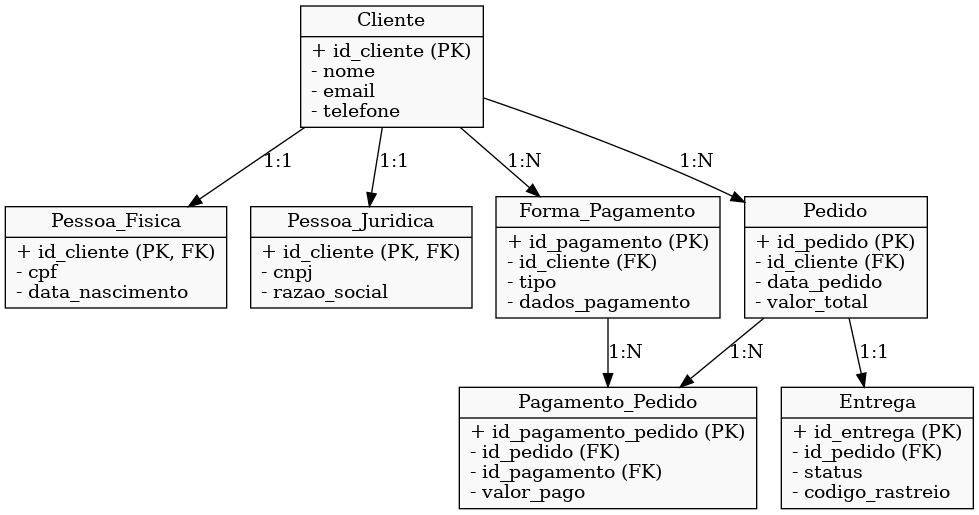 Cliente
+ id_cliente (PK)
- nome
- email
- telefone
1:1
1:1
1:N
1:N
Pessoa_Fisica
+ id_cliente (PK, FK)
- cpf
- data_nascimento
Pessoa_Juridica
+ id_cliente (PK, FK)
- cnpj
- razao_social
Forma_Pagamento
+ id_pagamento (PK)
- id_cliente (FK)
- tipo
- dados_pagamento
Pedido
+ id_pedido (PK)
- id_cliente (FK)
- data_pedido
- valor_total
1:N
1:N
1:1
Pagamento_Pedido
+ id_pagamento_pedido (PK)
- id_pedido (FK)
- id_pagamento (FK)
- valor_pago
Entrega
+ id_entrega (PK)
- id_pedido (FK)
- status
- codigo_rastreio